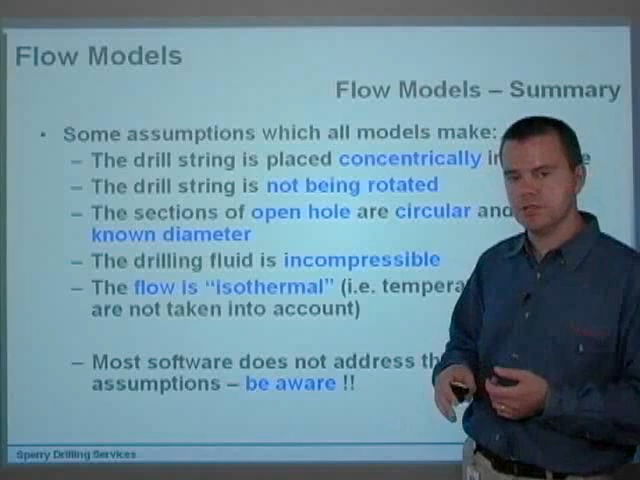 Flow Models
Flow Models – Summary
• Some assumptions which all models make:
– The drill string is placed concentrically in e
– The drill string is not being rotated
– The sections of open hole are circular and
known diameter
– The drilling fluid is incompressible
– The flow is “isothermal” (i.e. tempera
are not taken into account)
– Most software does not address th
assumptions – be aware !!
Sperry Drilling Services